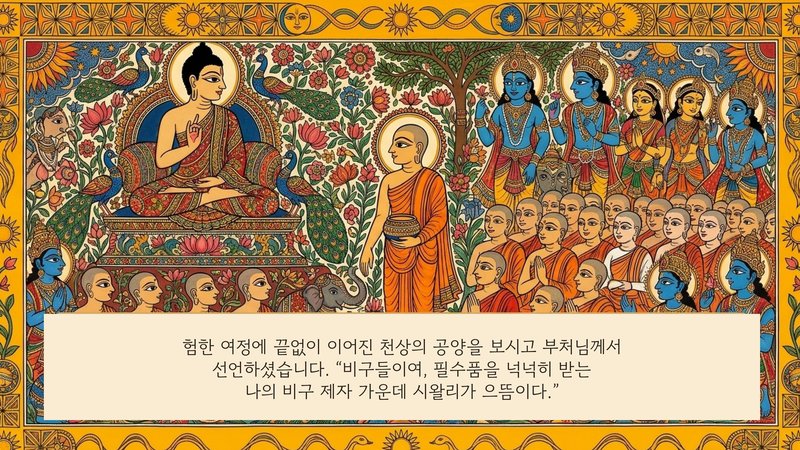 험한 여정에 끝없이 이어진 천상의 공양을 보시고 부처님께서
선언하셨습니다. “비구들이여, 필수품을 넉넉히 받는
나의 비구 제자 가운데 시왈리가 으뜸이다.”